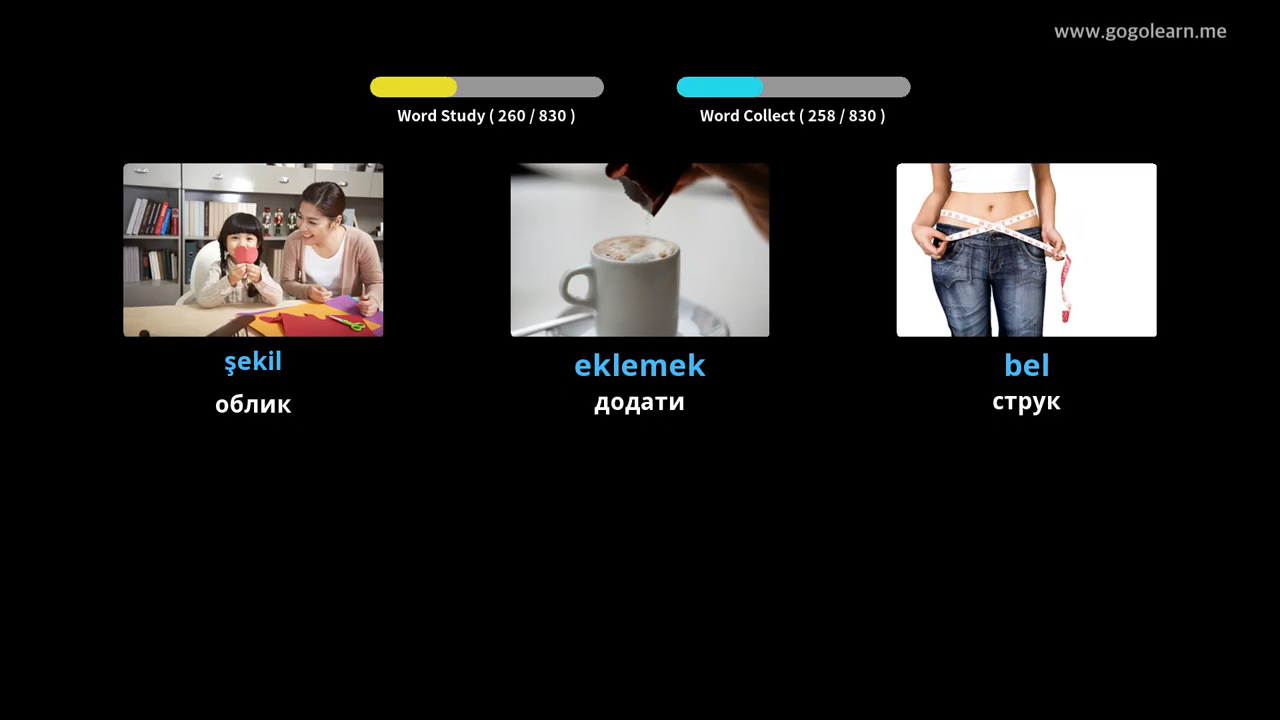 www.gogolearn.me
Word Study ( 260 / 830 )
Word Collect ( 258 / 830 )
şekil
eklemek
bel
облик
додати
струк